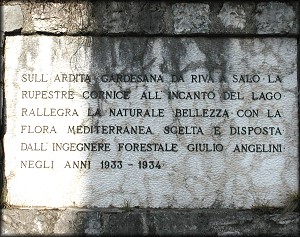 SULL'ARDITA GARDESANA DA RIVA A SALO LA
RUPESTRE CORNICE ALL'INCANTO DEL LAGO
RALLEGRA LA NATURALE BELLEZZA CON LA
FLORA MEDITERRANEA SCELTA E DISPOSTA
DALL'INGEGNERE FORESTALE GIULIO ANGELINI
NEGLI ANNI 1933-1934